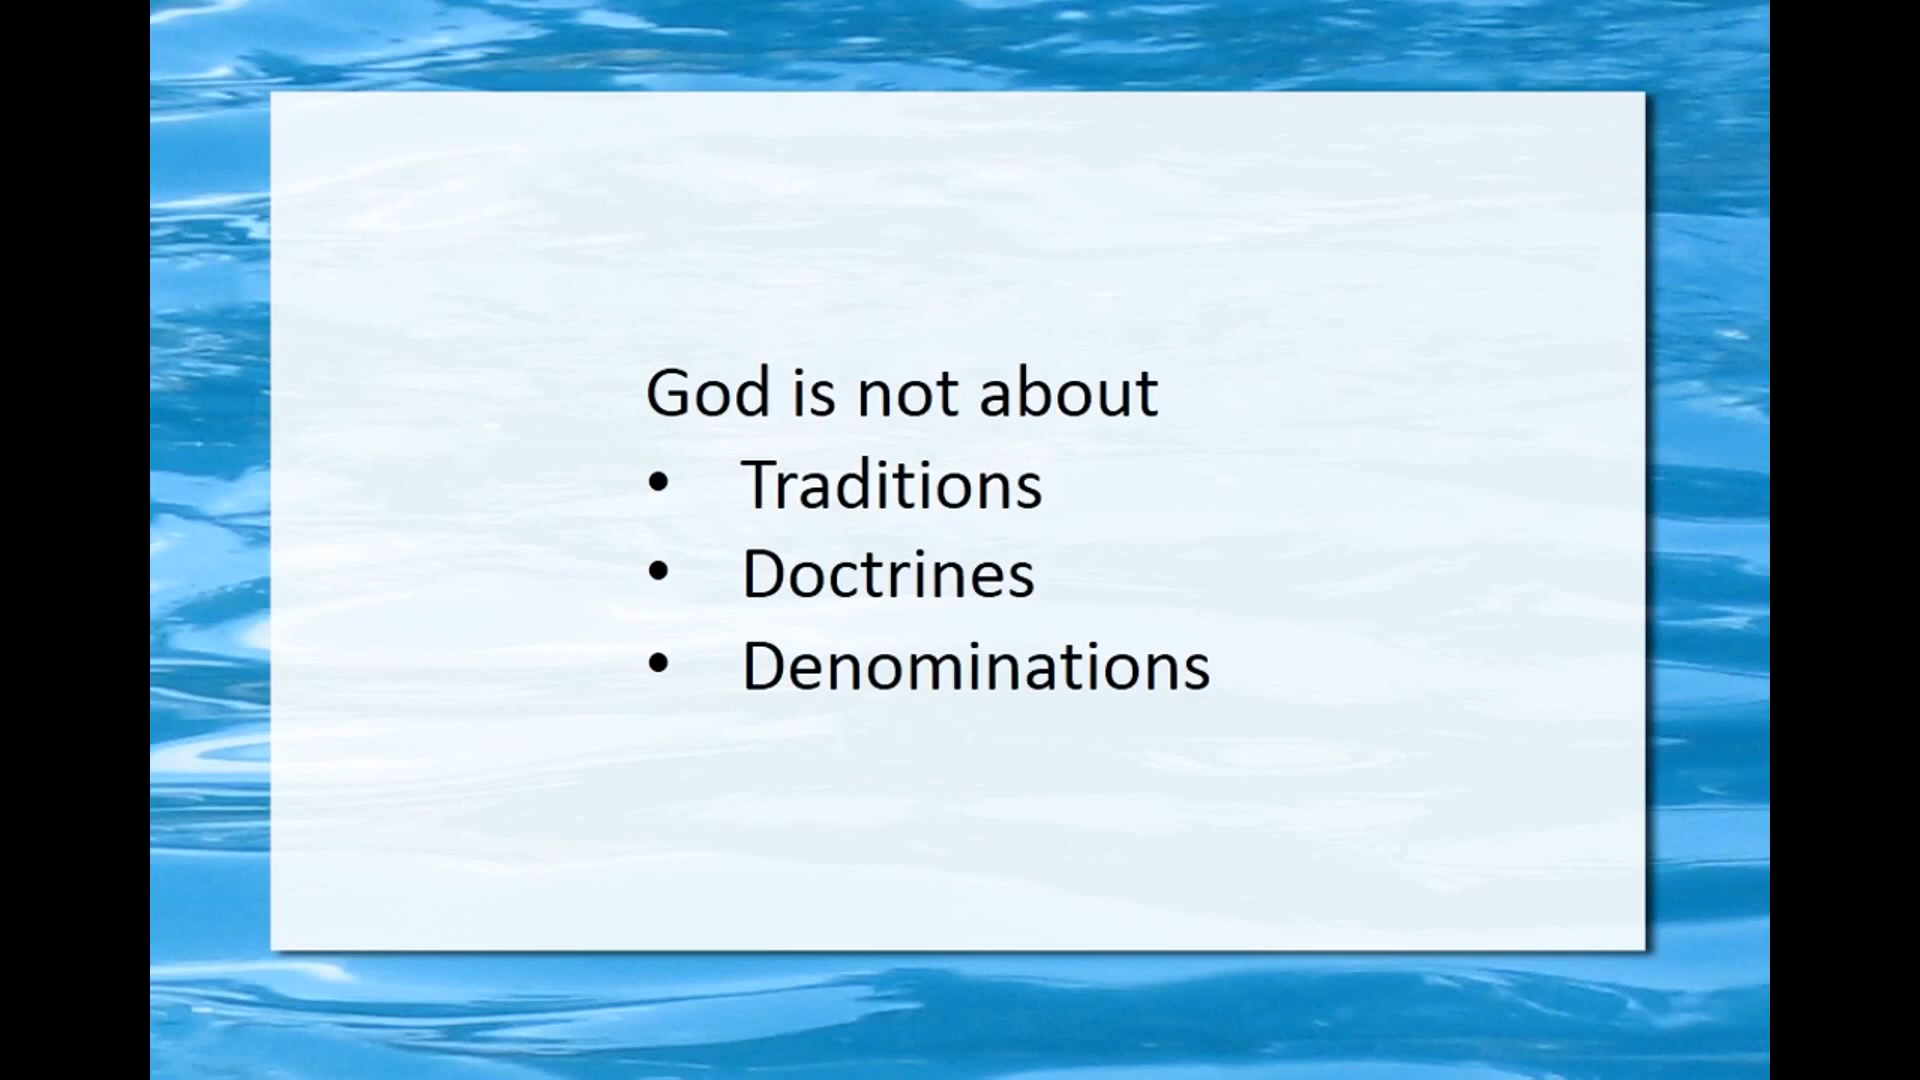 God is not about
• Traditions
• Doctrines
• Denominations